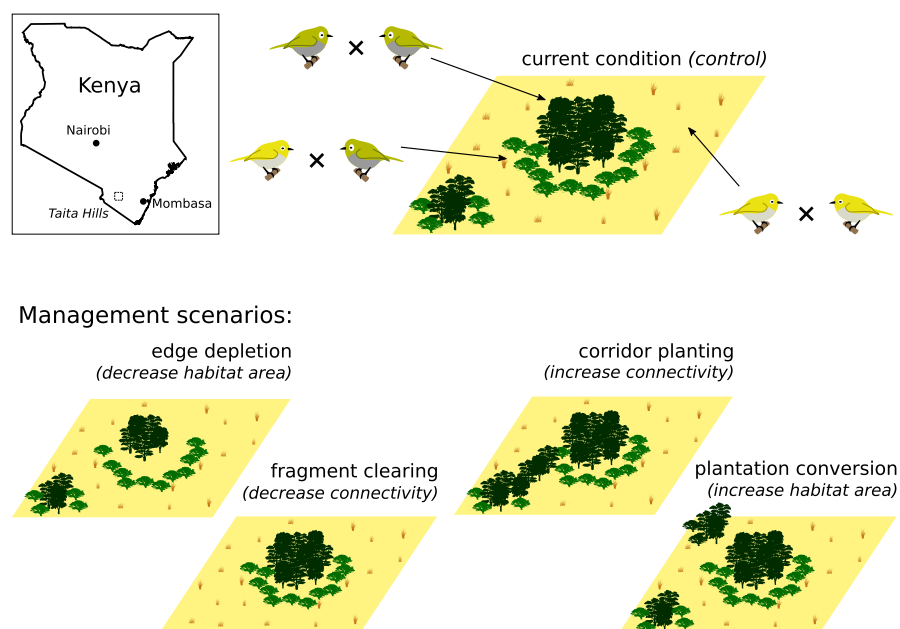 Kenya
Nairobi
Mombasa
Taita Hills
×
×
×
current condition (control)
Management scenarios:
edge depletion
(decrease habitat area)
fragment clearing
(decrease connectivity)
corridor planting
(increase connectivity)
plantation conversion
(increase habitat area)